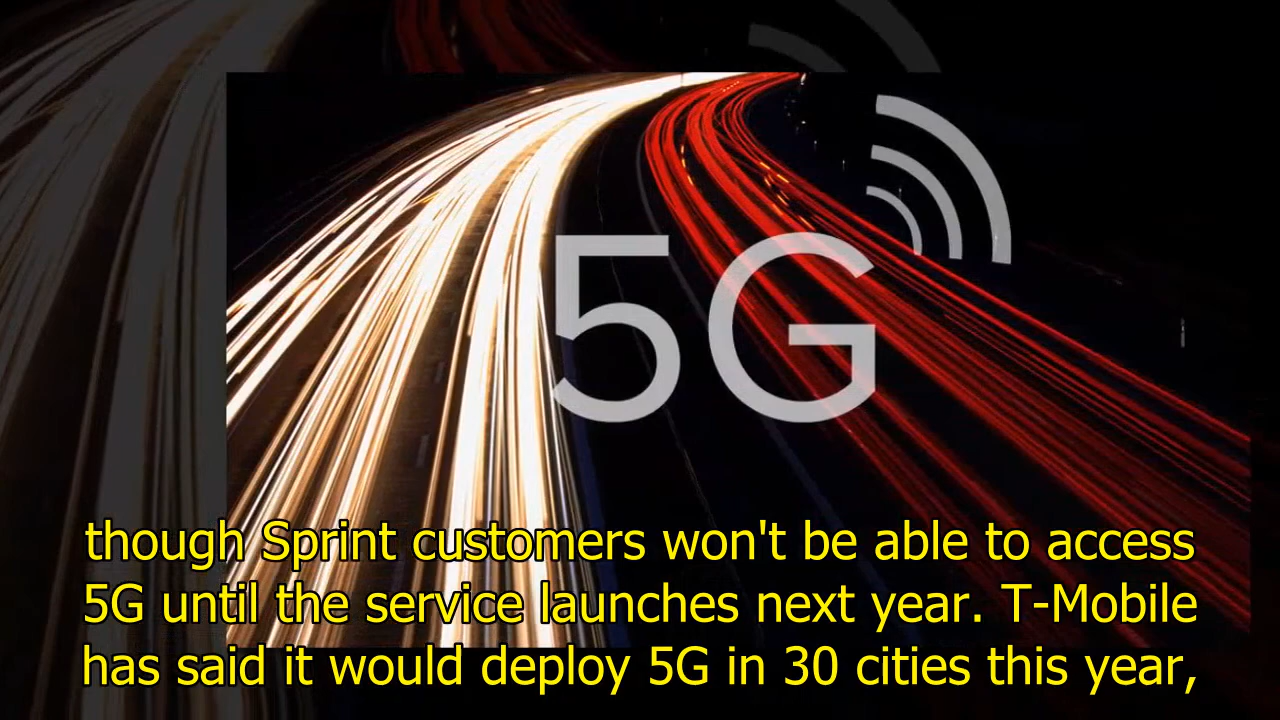 5G
though Sprint customers won't be able to access
5G until the service launches next year. T-Mobile
has said it would deploy 5G in 30 cities this year,